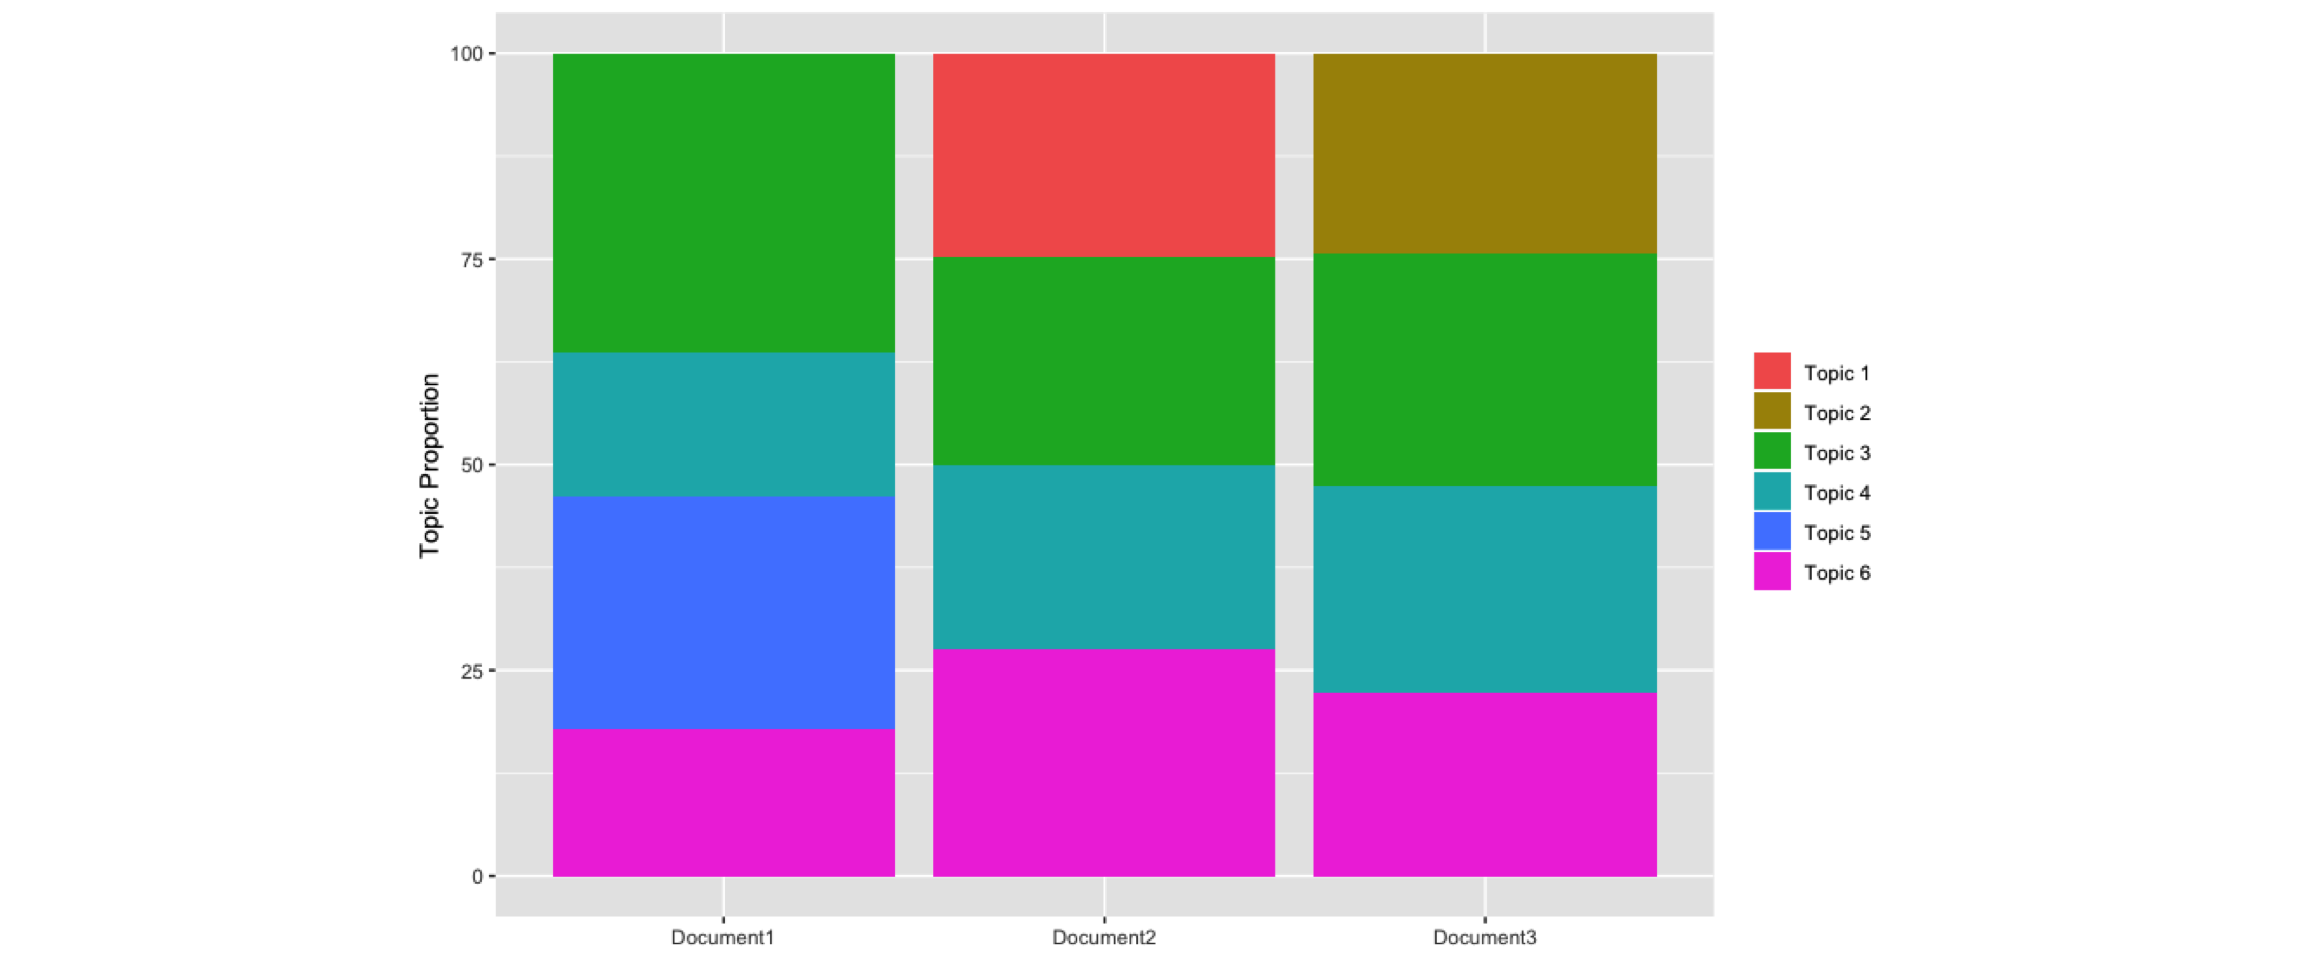 Topic Proportion
100
75
50
25
0
Document1
Document2
Document3
Topic 1
Topic 2
Topic 3
Topic 4
Topic 5
Topic 6